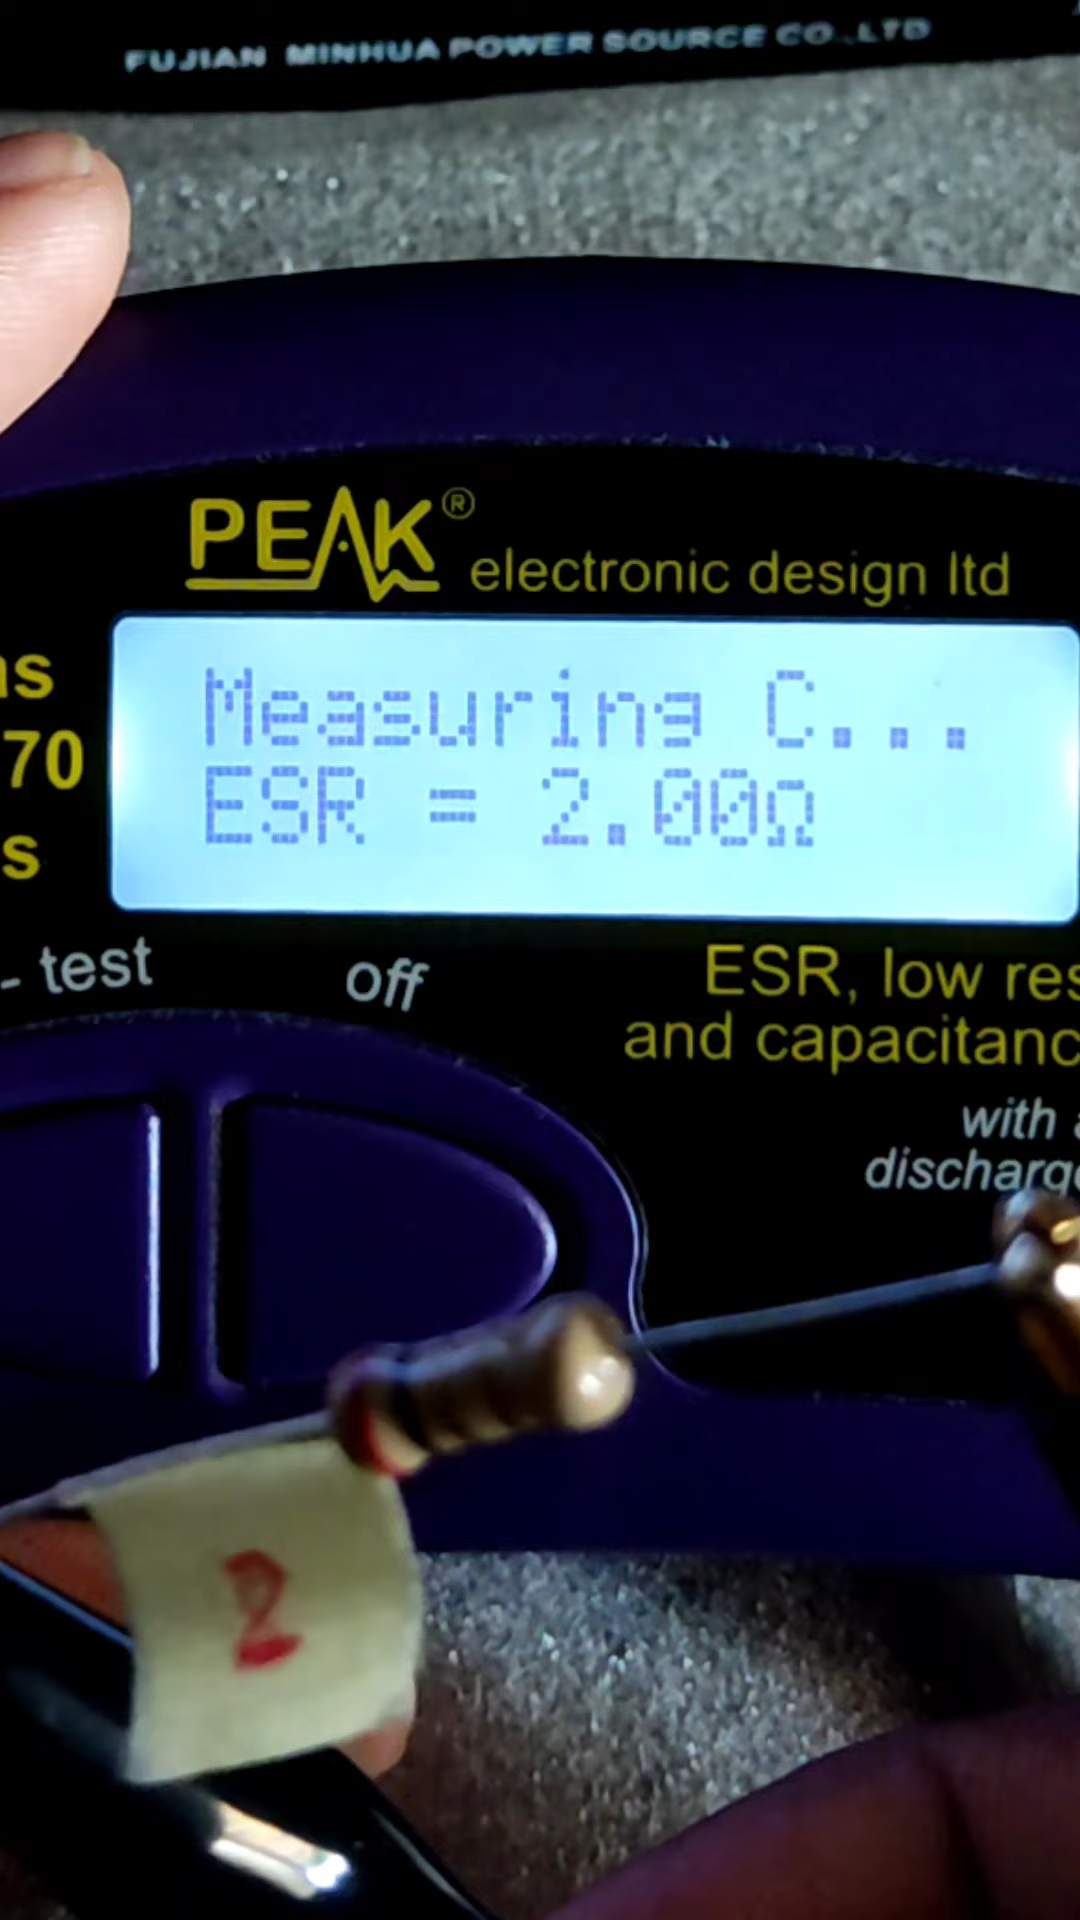 FUJIAN MINHUA POWER SOURCE CO.,LTD
PEAK®
electronic design ltd
as
70
s
Measuring C...
ESR = 2.00Ω
- test
off
ESR, low res
and capacitanc
with a
discharge
2